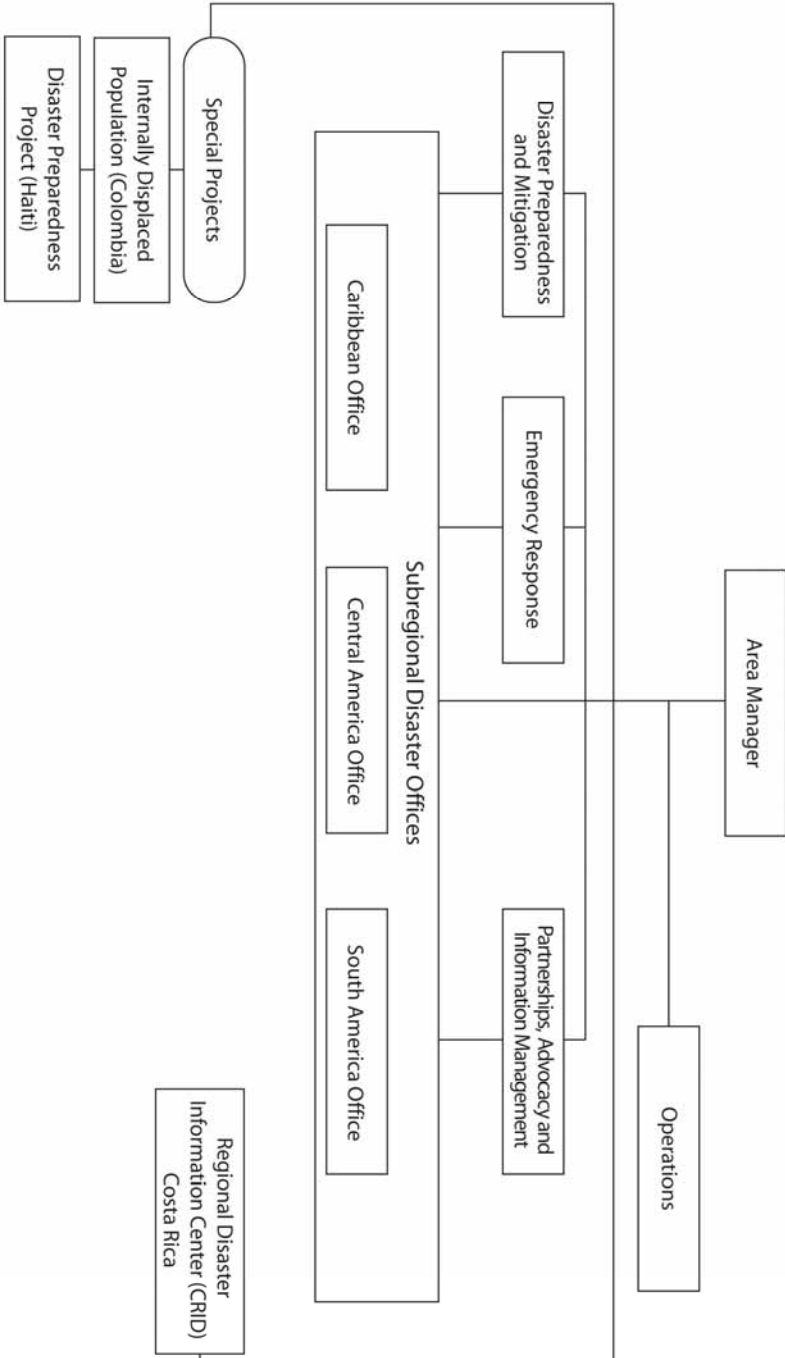 Area Manager
Operations
Disaster Preparedness
and Mitigation
Emergency Response
Partnerships, Advocacy and
Information Management
Subregional Disaster Offices
Caribbean Office
Central America Office
South America Office
Special Projects
Internally Displaced
Population (Colombia)
Disaster Preparedness
Project (Haiti)
Regional Disaster
Information Center (CRID)
Costa Rica